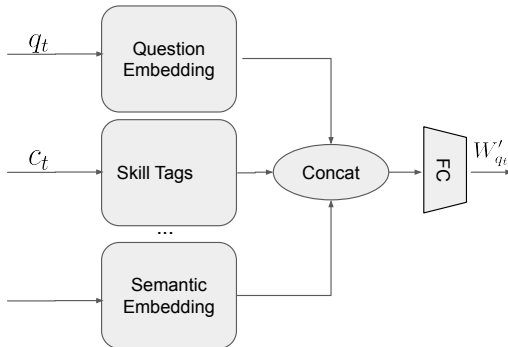 q_t
Question
Embedding
c_t
Skill Tags
...
Semantic
Embedding
Concat
FC
W'_{q_t}